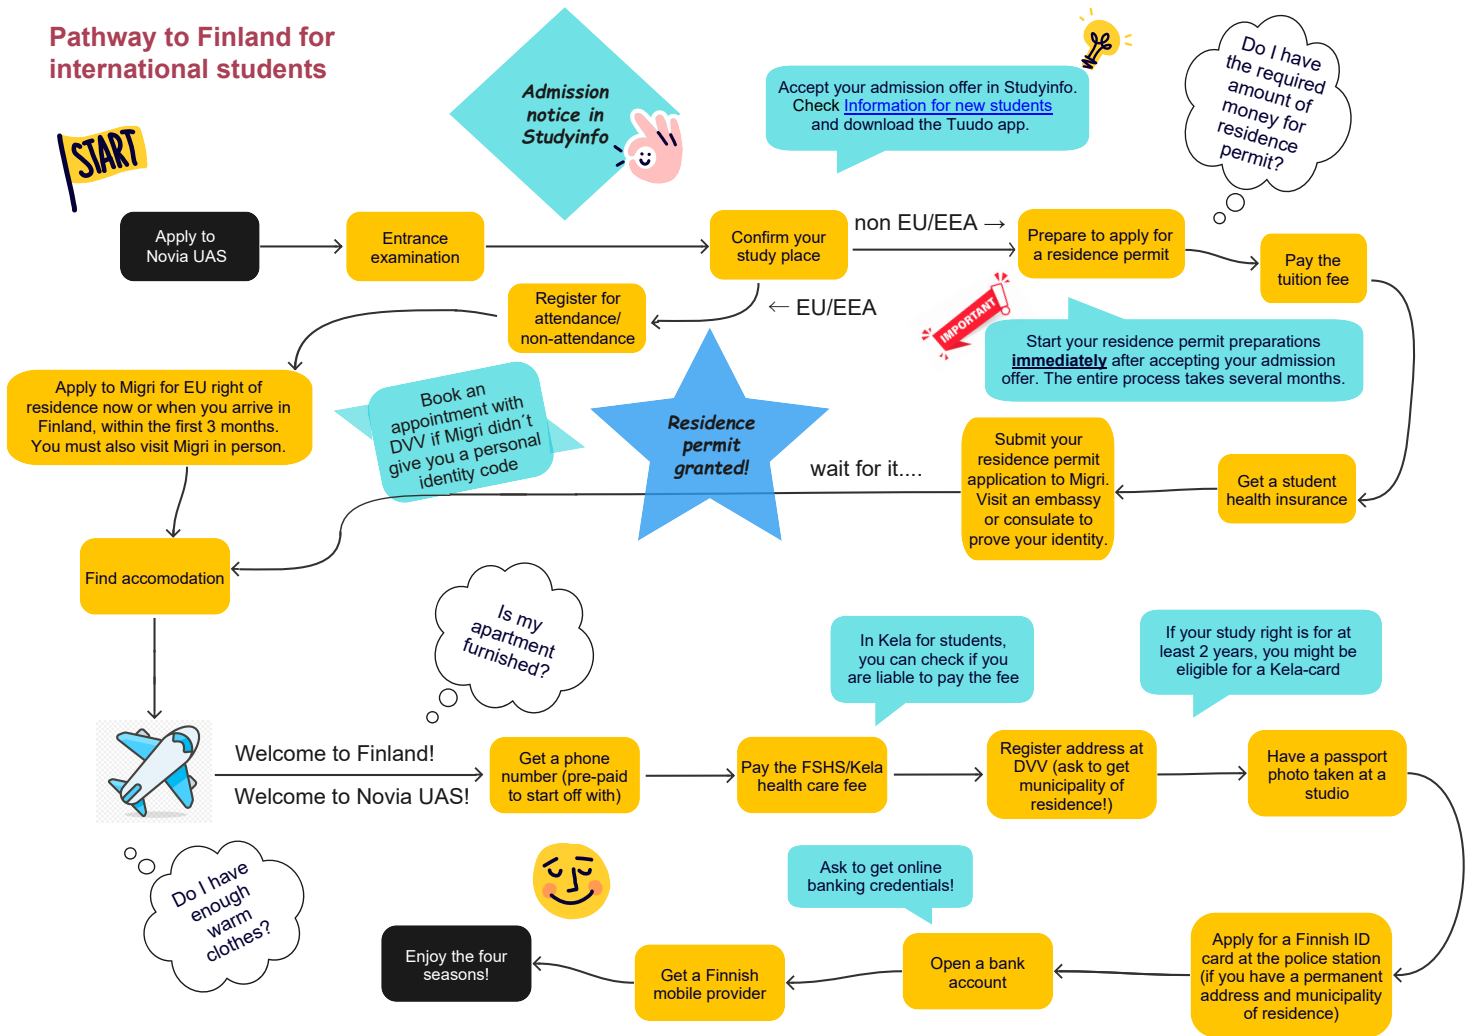 Pathway to Finland for
international students
START
Admission
notice in
Studyinfo
Accept your admission offer in Studyinfo.
Check Information for new students
and download the Tuudo app.
Do I have
the required
amount of
money for
residence
permit?
Apply to
Novia UAS
Entrance
examination
Confirm your
study place
non EU/EEA →
Prepare to apply for
a residence permit
Pay the
tuition fee
Register for
attendance/
non-attendance
← EU/EEA
IMPORTANT
Start your residence permit preparations
immediately after accepting your admission
offer. The entire process takes several months.
Apply to Migri for EU right of
residence now or when you arrive in
Finland, within the first 3 months.
You must also visit Migri in person.
Book an
appointment with
DVV if Migri didn´t
give you a personal
identity code
Residence
permit
granted!
wait for it....
Submit your
residence permit
application to Migri.
Visit an embassy
or consulate to
prove your identity.
Get a student
health insurance
Find accomodation
Is my
apartment
furnished?
In Kela for students,
you can check if you
are liable to pay the fee
If your study right is for at
least 2 years, you might be
eligible for a Kela-card
Welcome to Finland!
Welcome to Novia UAS!
Get a phone
number (pre-paid
to start off with)
Pay the FSHS/Kela
health care fee
Register address at
DVV (ask to get
municipality of
residence!)
Have a passport
photo taken at a
studio
Do I have
enough
warm
clothes?
Ask to get online
banking credentials!
Enjoy the four
seasons!
Get a Finnish
mobile provider
Open a bank
account
Apply for a Finnish ID
card at the police station
(if you have a permanent
address and municipality
of residence)